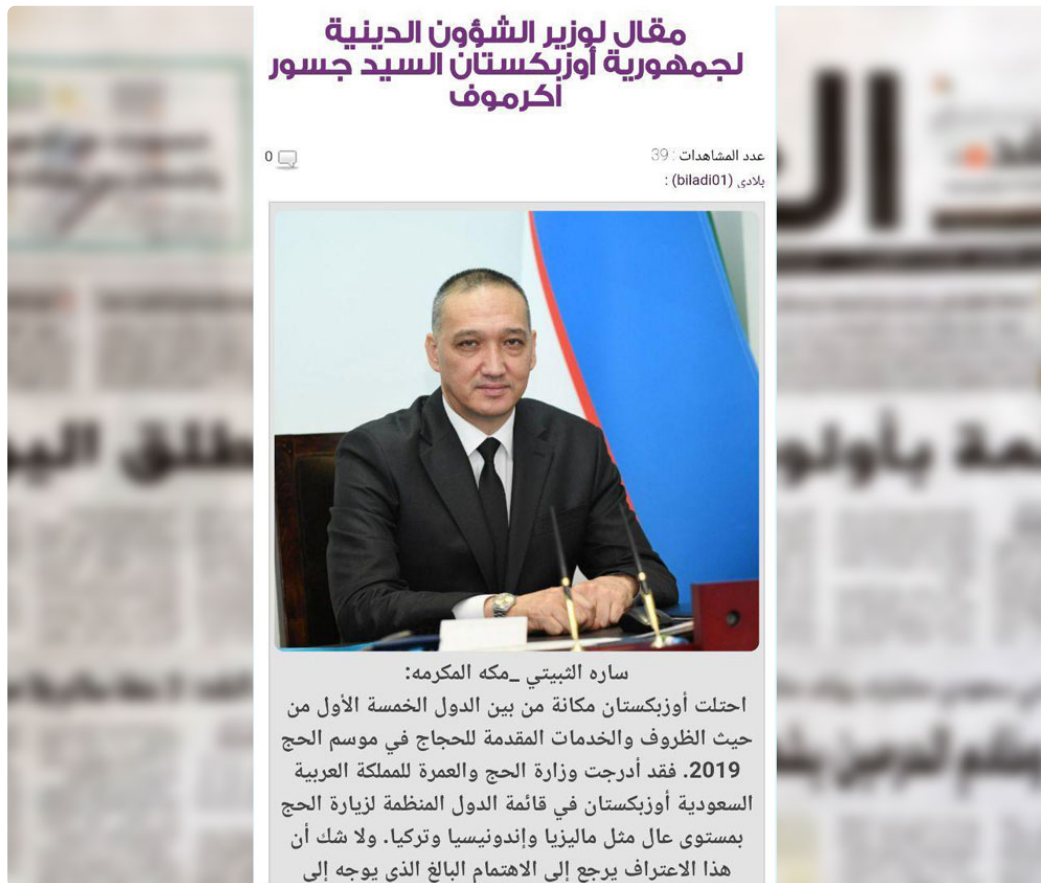 مقال لوزير الشؤون الدينية
لجمهورية أوزبكستان السيد جسور
اكرموف
عدد المشاهدات : 39
0
بلادى (biladi01) :
ساره الثبيتي _مكه المكرمه:
احتلت أوزبكستان مكانة من بين الدول الخمسة الأول من
حيث الظروف والخدمات المقدمة للحجاج في موسم الحج
2019. فقد أدرجت وزارة الحج والعمرة للمملكة العربية
السعودية أوزبكستان في قائمة الدول المنظمة لزيارة الحج
بمستوى عال مثل ماليزيا وإندونيسيا وتركيا. ولا شك أن
هذا الاعتراف يرجع إلى الاهتمام البالغ الذي يوجه إلى